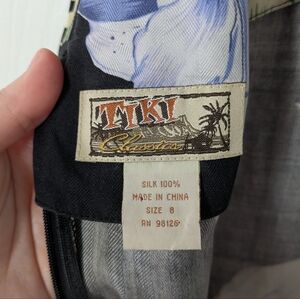 TIKI
Classics
SILK 100%
MADE IN CHINA
SIZE 8
RN 98126